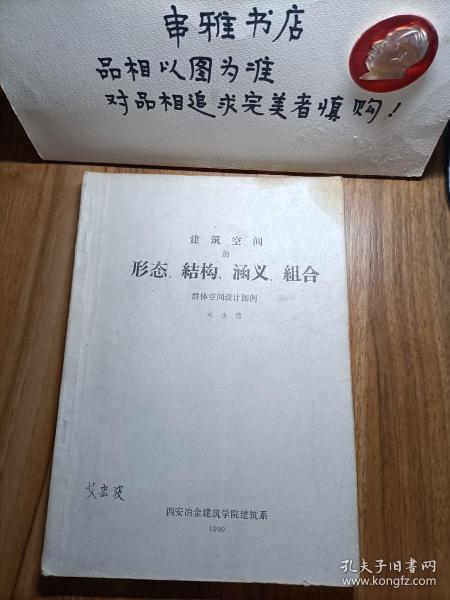 串雅书店
品相以图为准
对品相追求完美者慎购！
建筑空间
的
形态、結构、涵义、組合
群体空间设计图例
西安冶金建筑学院建筑系
孔夫子旧书网
www.kongfz.com